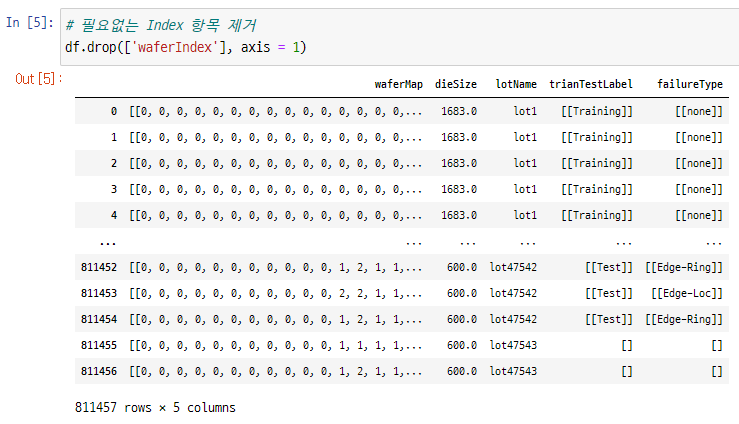 In [5]: # 필요없는 Index 항목 제거
df.drop(['waferIndex'], axis = 1)
Out [5]:
waferMap dieSize lotName trianTestLabel failureType
0 [[0, 0, 0, 0, 0, 0, 0, 0, 0, 0, 0, 0, 0, 0, 0,... 1683.0 lot1 [[Training]] [[none]]
1 [[0, 0, 0, 0, 0, 0, 0, 0, 0, 0, 0, 0, 0, 0, 0,... 1683.0 lot1 [[Training]] [[none]]
2 [[0, 0, 0, 0, 0, 0, 0, 0, 0, 0, 0, 0, 0, 0, 0,... 1683.0 lot1 [[Training]] [[none]]
3 [[0, 0, 0, 0, 0, 0, 0, 0, 0, 0, 0, 0, 0, 0, 0,... 1683.0 lot1 [[Training]] [[none]]
4 [[0, 0, 0, 0, 0, 0, 0, 0, 0, 0, 0, 0, 0, 0, 0,... 1683.0 lot1 [[Training]] [[none]]
... ... ... ... ... ...
811452 [[0, 0, 0, 0, 0, 0, 0, 0, 0, 0, 0, 1, 2, 1, 1,... 600.0 lot47542 [[Test]] [[Edge-Ring]]
811453 [[0, 0, 0, 0, 0, 0, 0, 0, 0, 0, 0, 2, 2, 1, 1,... 600.0 lot47542 [[Test]] [[Edge-Loc]]
811454 [[0, 0, 0, 0, 0, 0, 0, 0, 0, 0, 0, 1, 2, 1, 1,... 600.0 lot47542 [[Test]] [[Edge-Ring]]
811455 [[0, 0, 0, 0, 0, 0, 0, 0, 0, 0, 0, 1, 1, 1, 1,... 600.0 lot47543 [] []
811456 [[0, 0, 0, 0, 0, 0, 0, 0, 0, 0, 0, 1, 2, 1, 1,... 600.0 lot47543 [] []
811457 rows × 5 columns